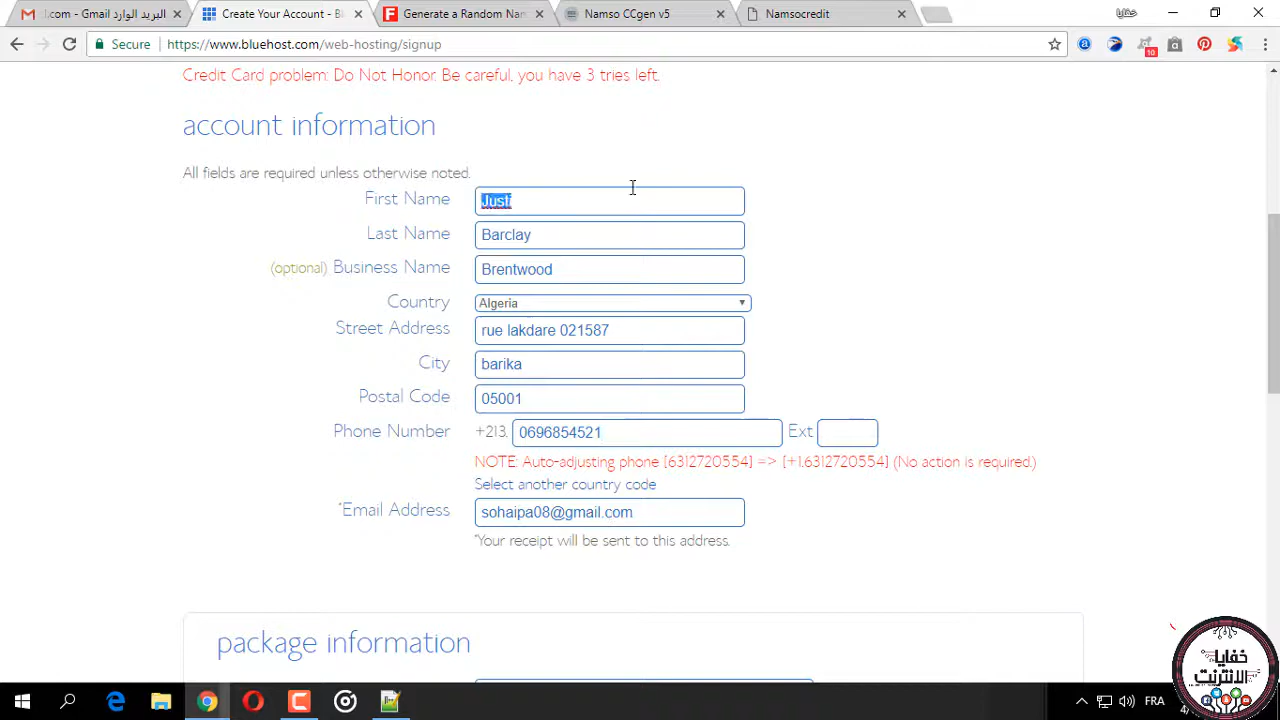 البريد الوارد - Gmail - l.com
Create Your Account - B
Generate a Random Nam
Namso CCgen v5
Namsocredit
خفايا
Secure
https://www.bluehost.com/web-hosting/signup
10
Credit Card problem: Do Not Honor. Be careful, you have 3 tries left.
account information
All fields are required unless otherwise noted.
First Name Just
Last Name Barclay
(optional) Business Name Brentwood
Country Algeria
Street Address rue lakdare 021587
City barika
Postal Code 05001
Phone Number +213. 0696854521 Ext
NOTE: Auto-adjusting phone [6312720554] => [+1.6312720554] (No action is required.)
Select another country code
*Email Address sohaipa08@gmail.com
*Your receipt will be sent to this address.
package information
خفايا
الانترنت
FRA
4/